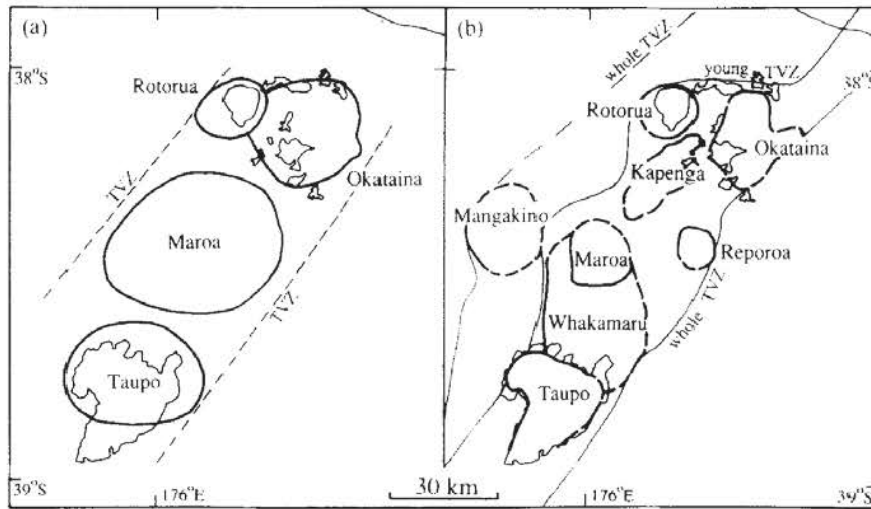 (a)
38°S
Rotorua
Okataina
TVZ
Maroa
TVZ
Taupo
39°S
176°E
30 km
(b)
whole TVZ
young TVZ
38°S
Rotorua
Okataina
Kapenga
Mangakino
Maroa
Reporoa
Whakamaru
whole TVZ
Taupo
176°E
39°S